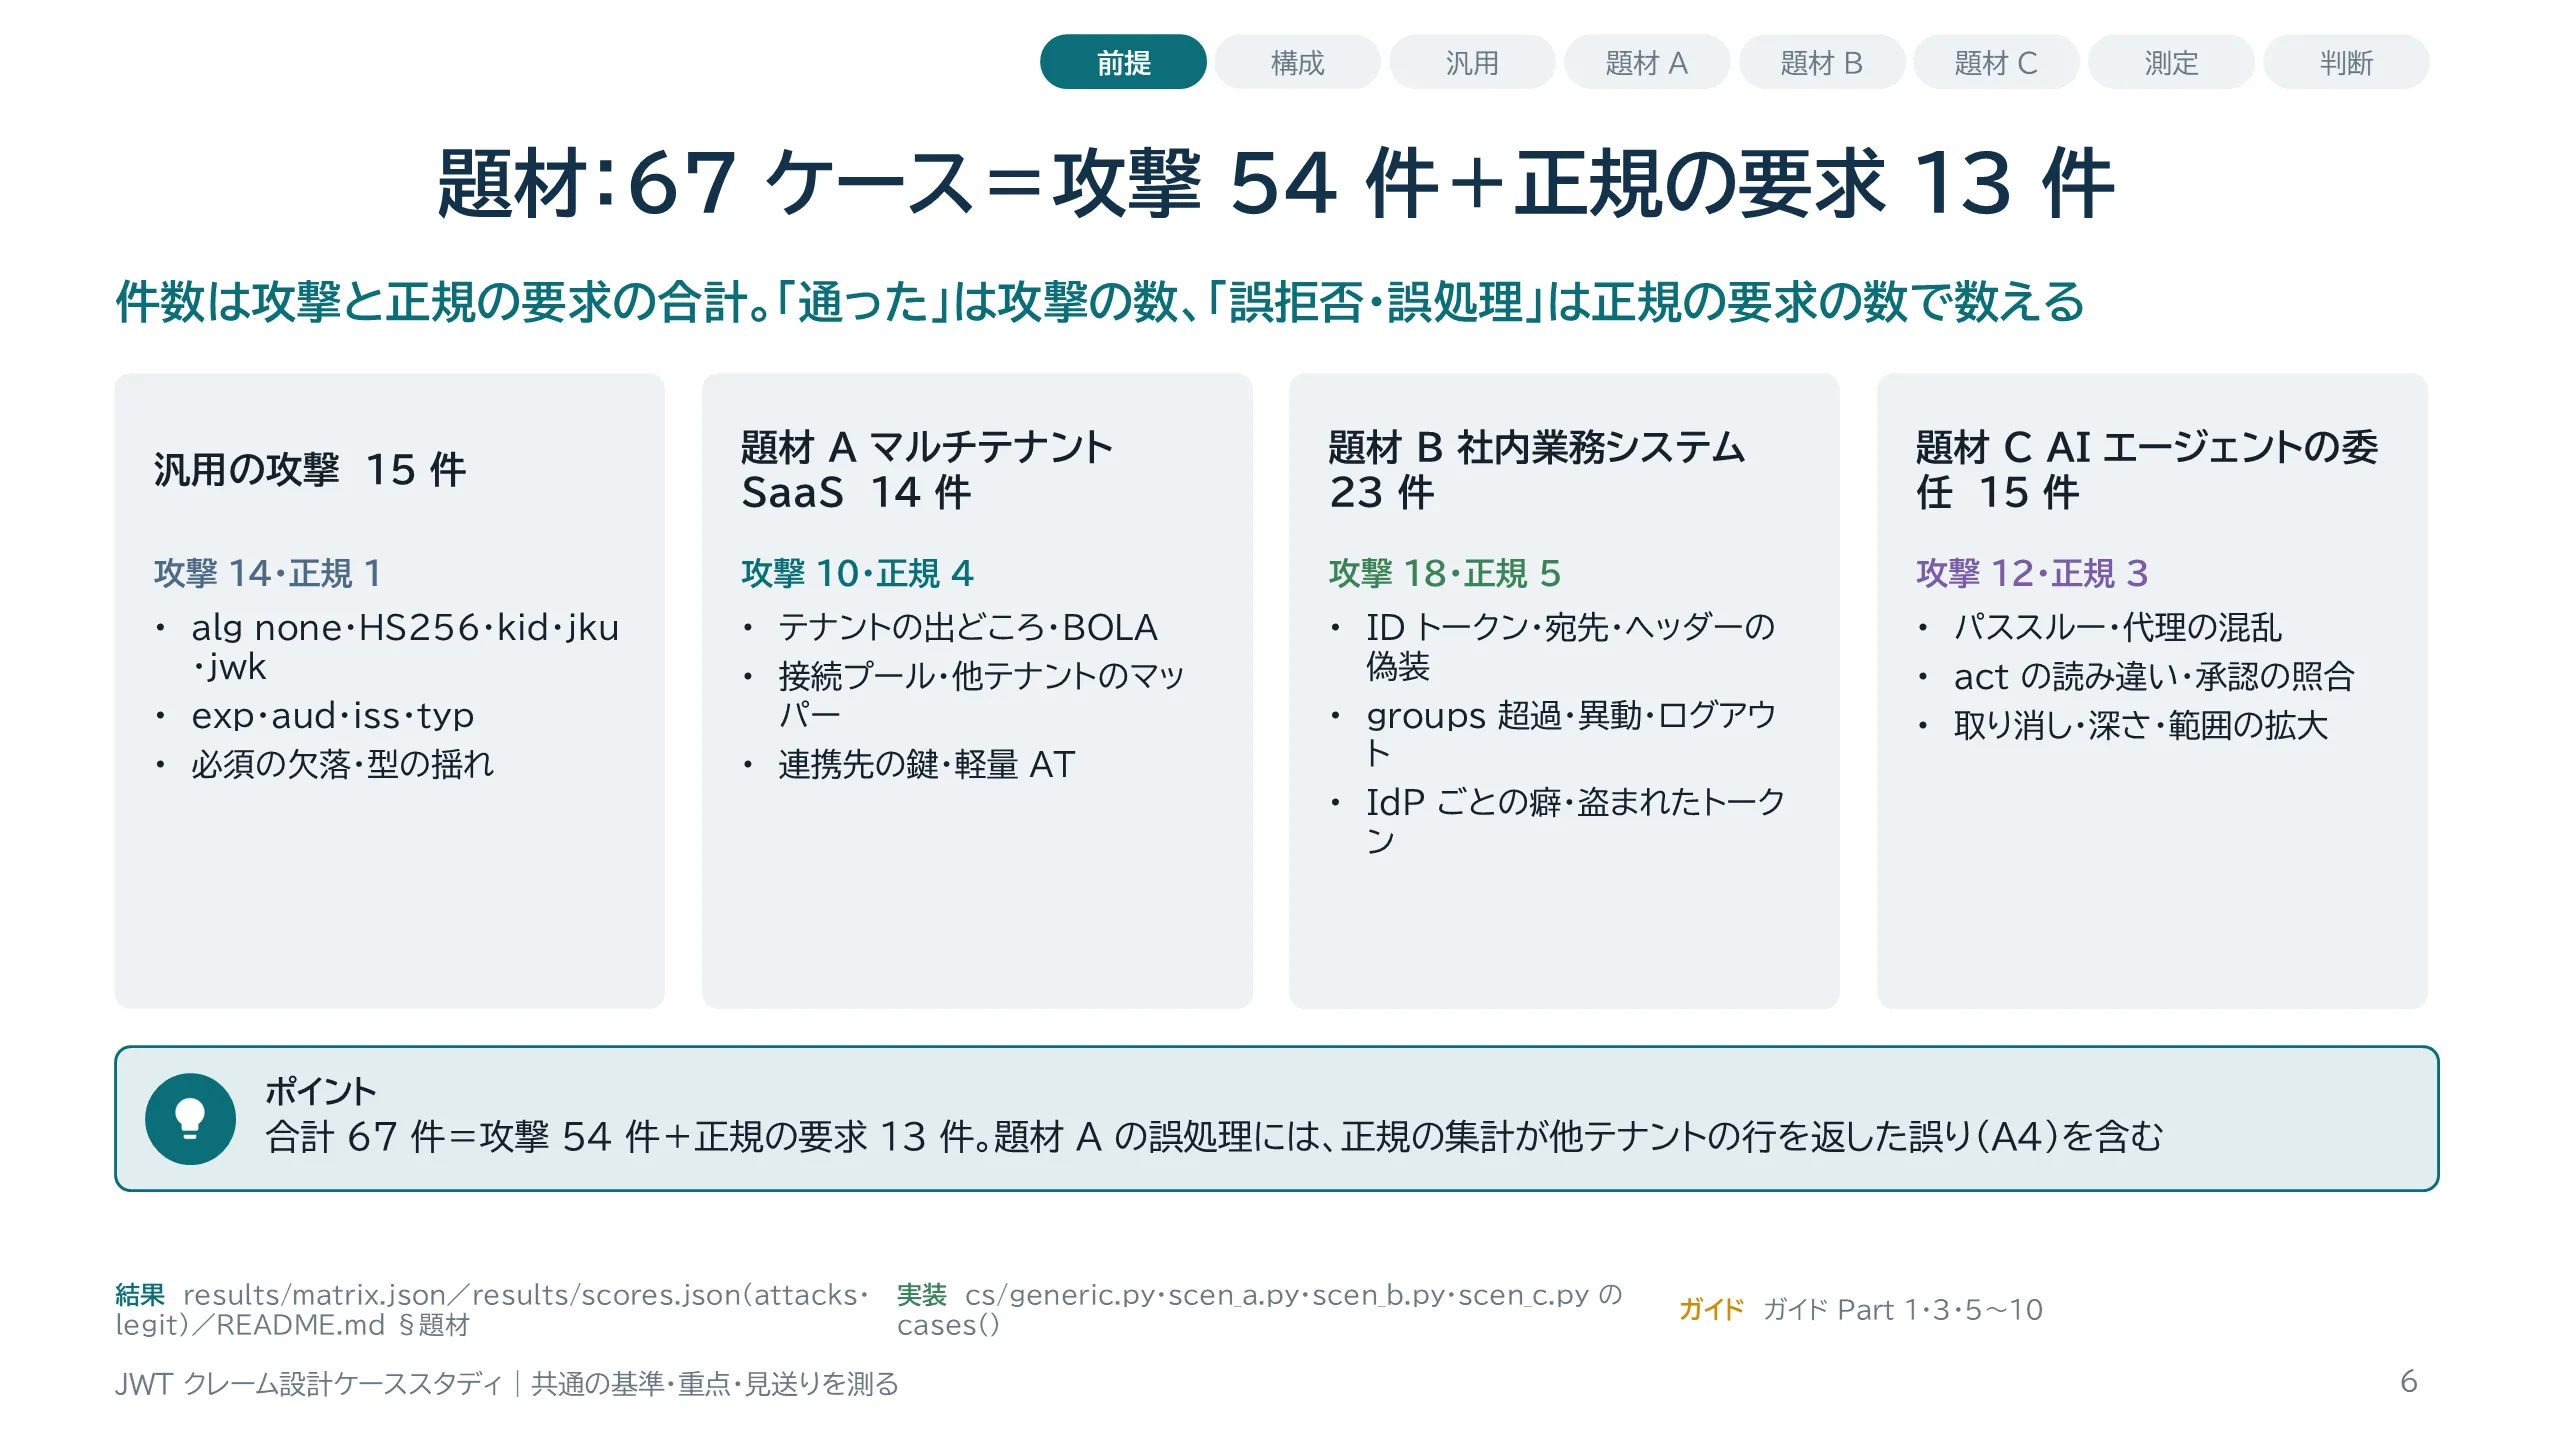 前提
構成
汎用
題材 A
題材 B
題材 C
測定
判断
題材:67 ケース=攻撃 54 件+正規の要求 13 件
件数は攻撃と正規の要求の合計。「通った」は攻撃の数、「誤拒否・誤処理」は正規の要求の数で数える
汎用の攻撃 15 件
攻撃 14・正規 1
• alg none・HS256・kid・jku
・jwk
• exp・aud・iss・typ
• 必須の欠落・型の揺れ
題材 A マルチテナント
SaaS 14 件
攻撃 10・正規 4
• テナントの出どころ・BOLA
• 接続プール・他テナントのマッ
パー
• 連携先の鍵・軽量 AT
題材 B 社内業務システム
23 件
攻撃 18・正規 5
• ID トークン・宛先・ヘッダーの
偽装
• groups 超過・異動・ログアウ
ト
• IdP ごとの癖・盗まれたトーク
ン
題材 C AI エージェントの委
任 15 件
攻撃 12・正規 3
• パススルー・代理の混乱
• act の読み違い・承認の照合
• 取り消し・深さ・範囲の拡大
ポイント
合計 67 件=攻撃 54 件+正規の要求 13 件。題材 A の誤処理には、正規の集計が他テナントの行を返した誤り(A4)を含む
結果 results/matrix.json/results/scores.json(attacks・
legit)/README.md §題材
実装 cs/generic.py・scen_a.py・scen_b.py・scen_c.py の
cases()
ガイド ガイド Part 1・3・5〜10
JWT クレーム設計ケーススタディ｜共通の基準・重点・見送りを測る
6